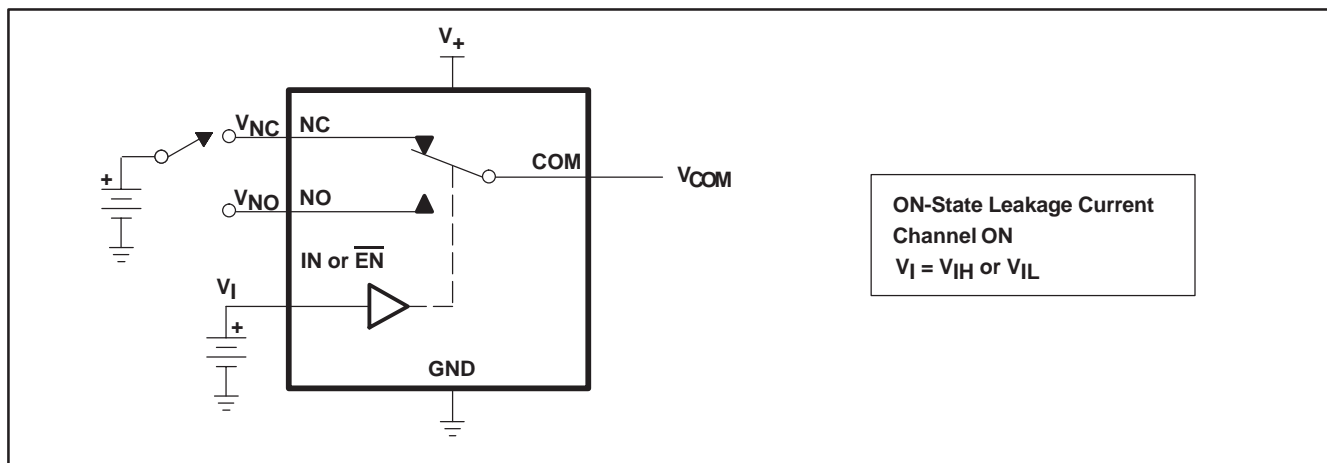 V+
VNC NC
COM
VCOM
VNO NO
IN or EN
VI
+
+
GND
ON-State Leakage Current
Channel ON
VI = VIH or VIL